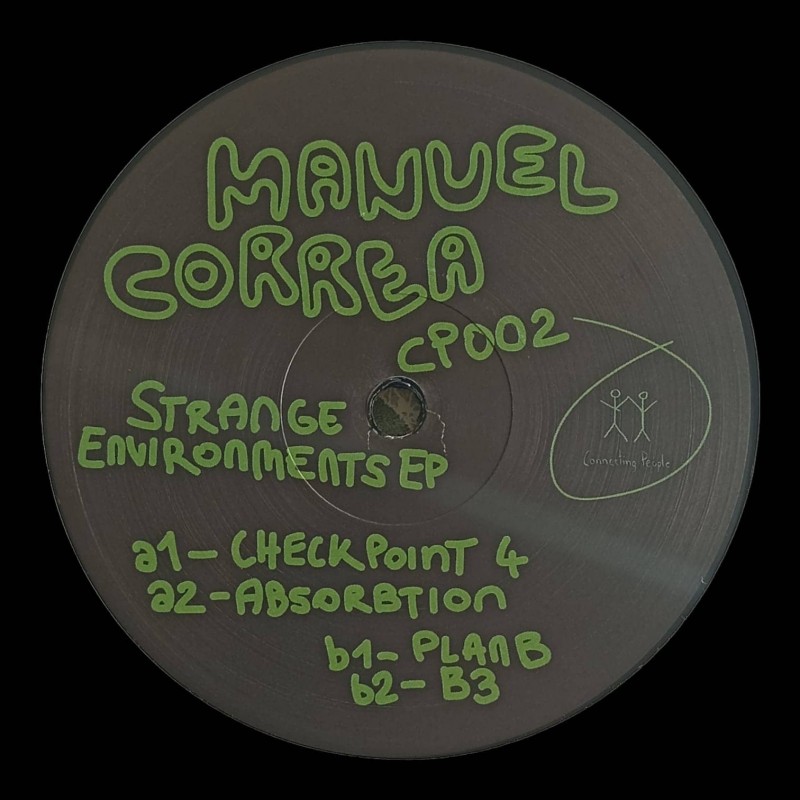 MANUEL
CORREA
CP002
STRANGE
ENVIRONMENTS EP
Connecting People
a1- CHECKPOINT 4
a2-ABSORBTION
b1- PLAN B
b2- B3